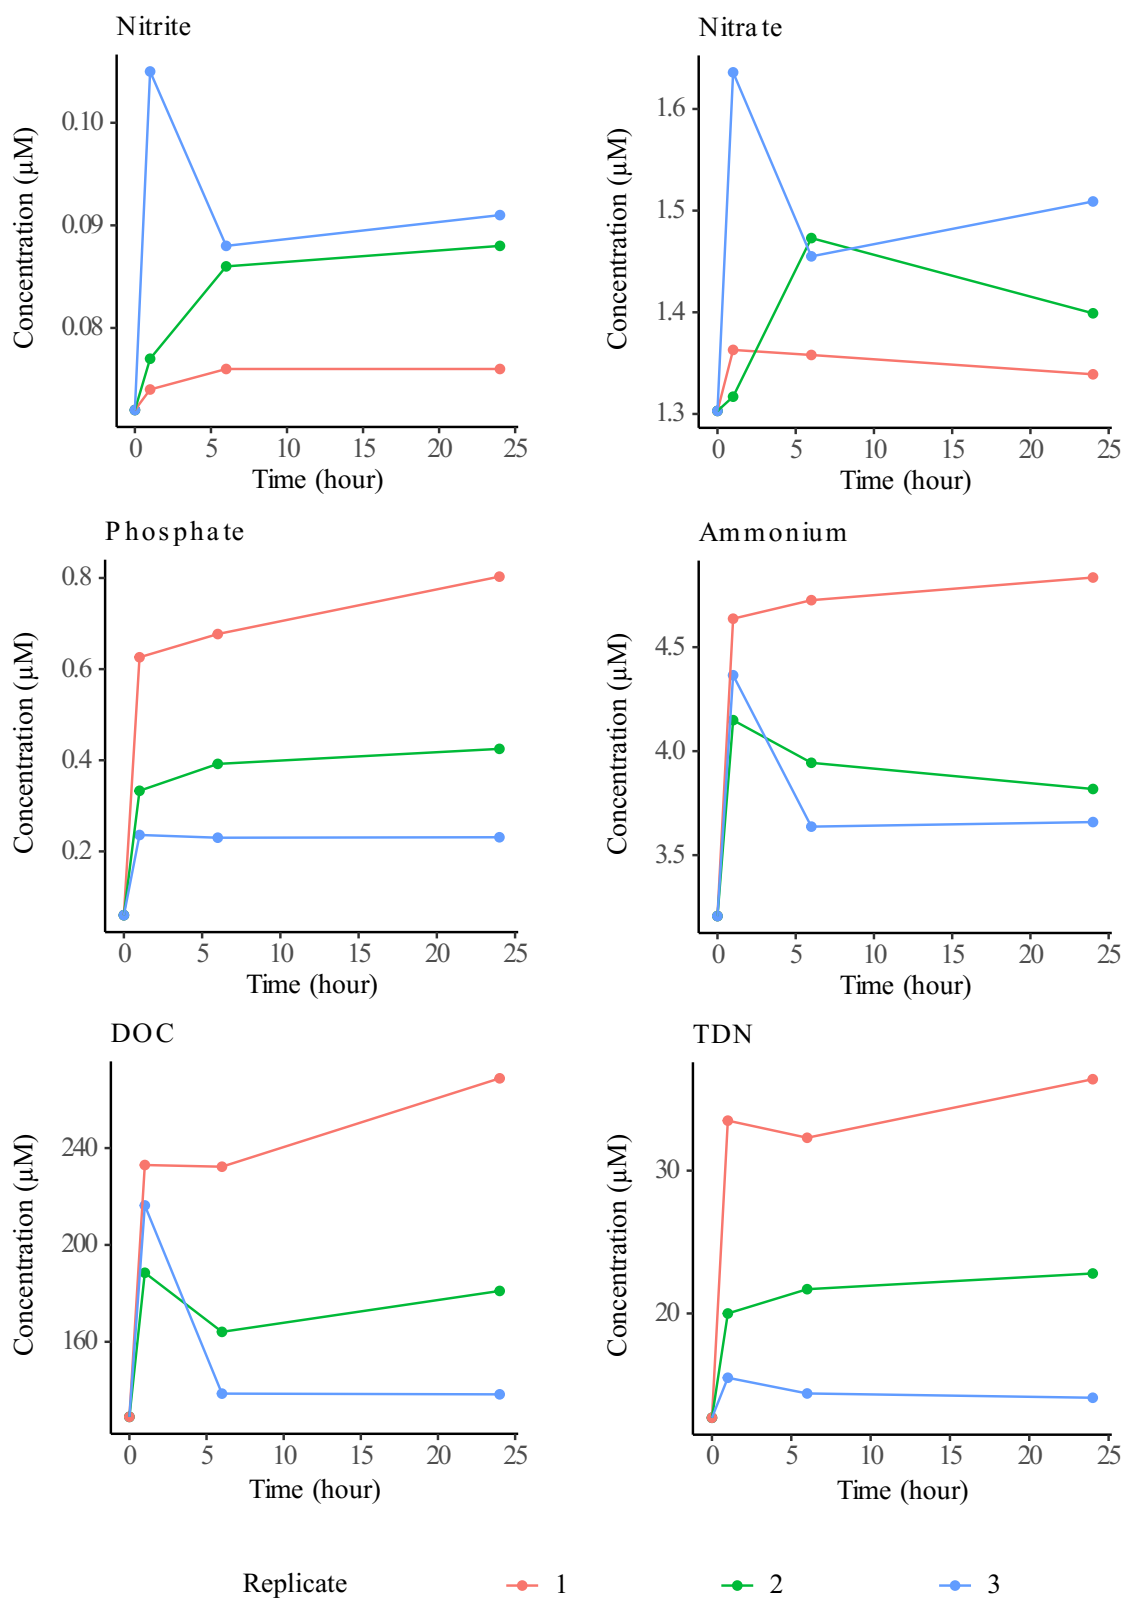 Nitrite
Nitrate
Concentration (µM)
0.10
0.09
0.08
0 5 10 15 20 25
Time (hour)
Concentration (µM)
1.6
1.5
1.4
1.3
0 5 10 15 20 25
Time (hour)
Phosphate
Ammonium
Concentration (µM)
0.8
0.6
0.4
0.2
0 5 10 15 20 25
Time (hour)
Concentration (µM)
4.5
4.0
3.5
0 5 10 15 20 25
Time (hour)
DOC
TDN
Concentration (µM)
240
200
160
0 5 10 15 20 25
Time (hour)
Concentration (µM)
30
20
0 5 10 15 20 25
Time (hour)
Replicate 1 2 3